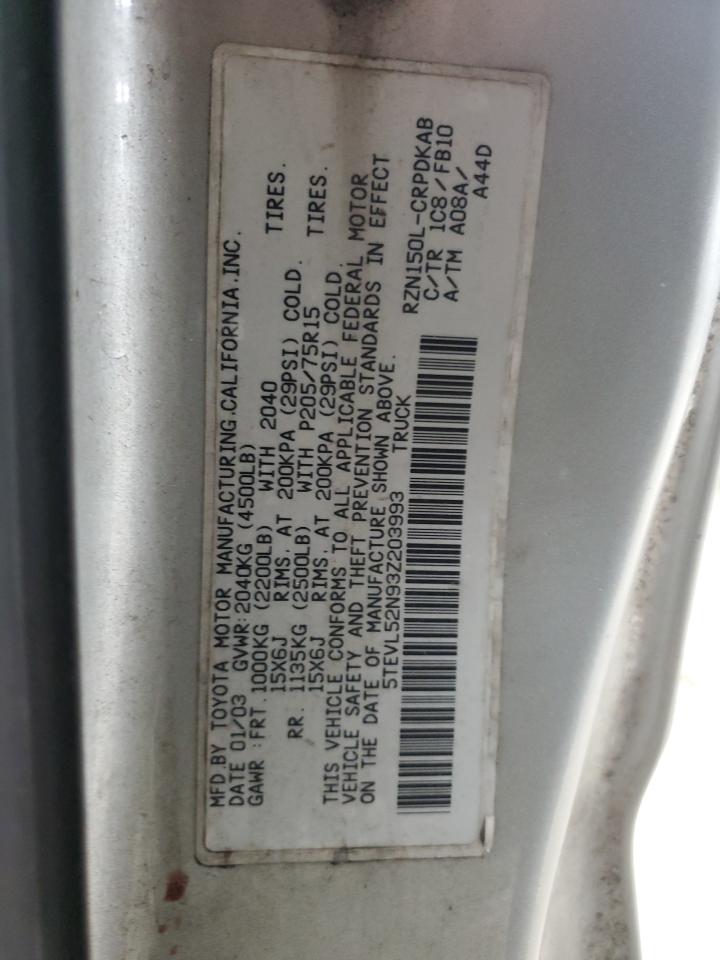 MFD.BY TOYOTA MOTOR MANUFACTURING.CALIFORNIA.INC.
DATE 01/03 GVWR:2040KG (4500LB)
GAWR :FRT.1000KG (2200LB) WITH 2040 TIRES.
15X6J RIMS, AT 200KPA (29PSI) COLD.
RR. 1135KG (2500LB) WITH P205/75R15 TIRES.
15X6J RIMS, AT 200KPA (29PSI) COLD.
THIS VEHICLE CONFORMS TO ALL APPLICABLE FEDERAL MOTOR
VEHICLE SAFETY AND THEFT PREVENTION STANDARDS IN EFFECT
ON THE DATE OF MANUFACTURE SHOWN ABOVE.
5TEVL52N93Z203993 TRUCK
RZN150L-CRPDKAB
C/TR 1C8/FB10
A/TM A08A/
A44D